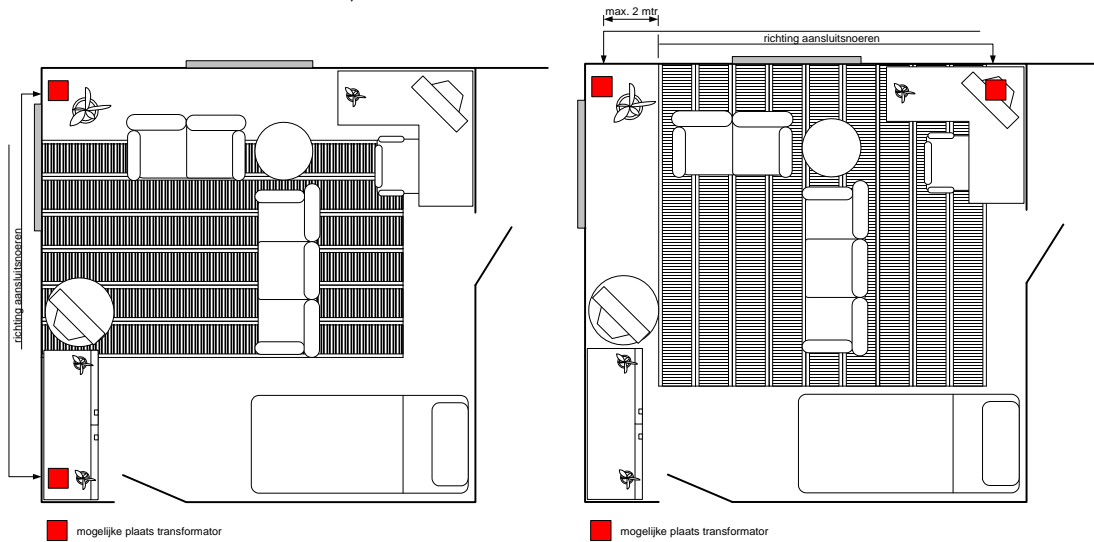 max. 2 mtr
richting aansluitsnoeren
richting aansluitsnoeren
mogelijke plaats transformator
mogelijke plaats transformator